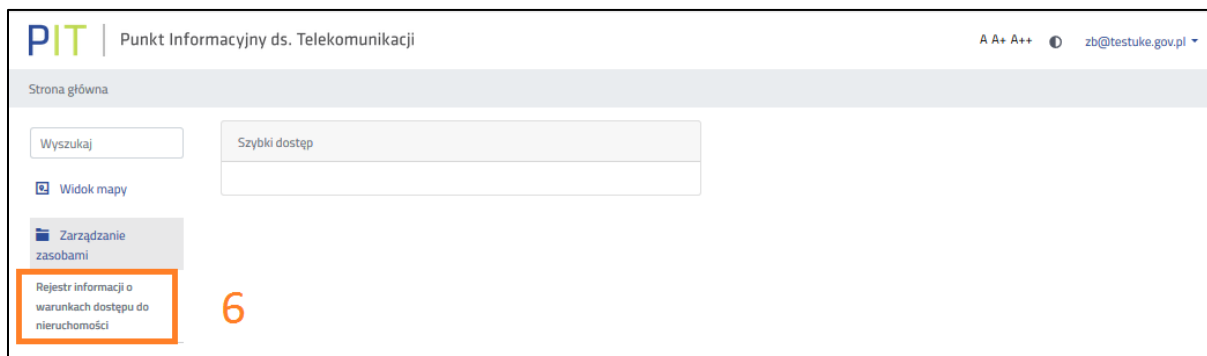 PIT Punkt Informacyjny ds. Telekomunikacji
A A+ A++ zb@testuke.gov.pl
Strona główna
Wyszukaj
Szybki dostęp
Widok mapy
Zarządzanie
zasobami
Rejestr informacji o
warunkach dostępu do
nieruchomości
6